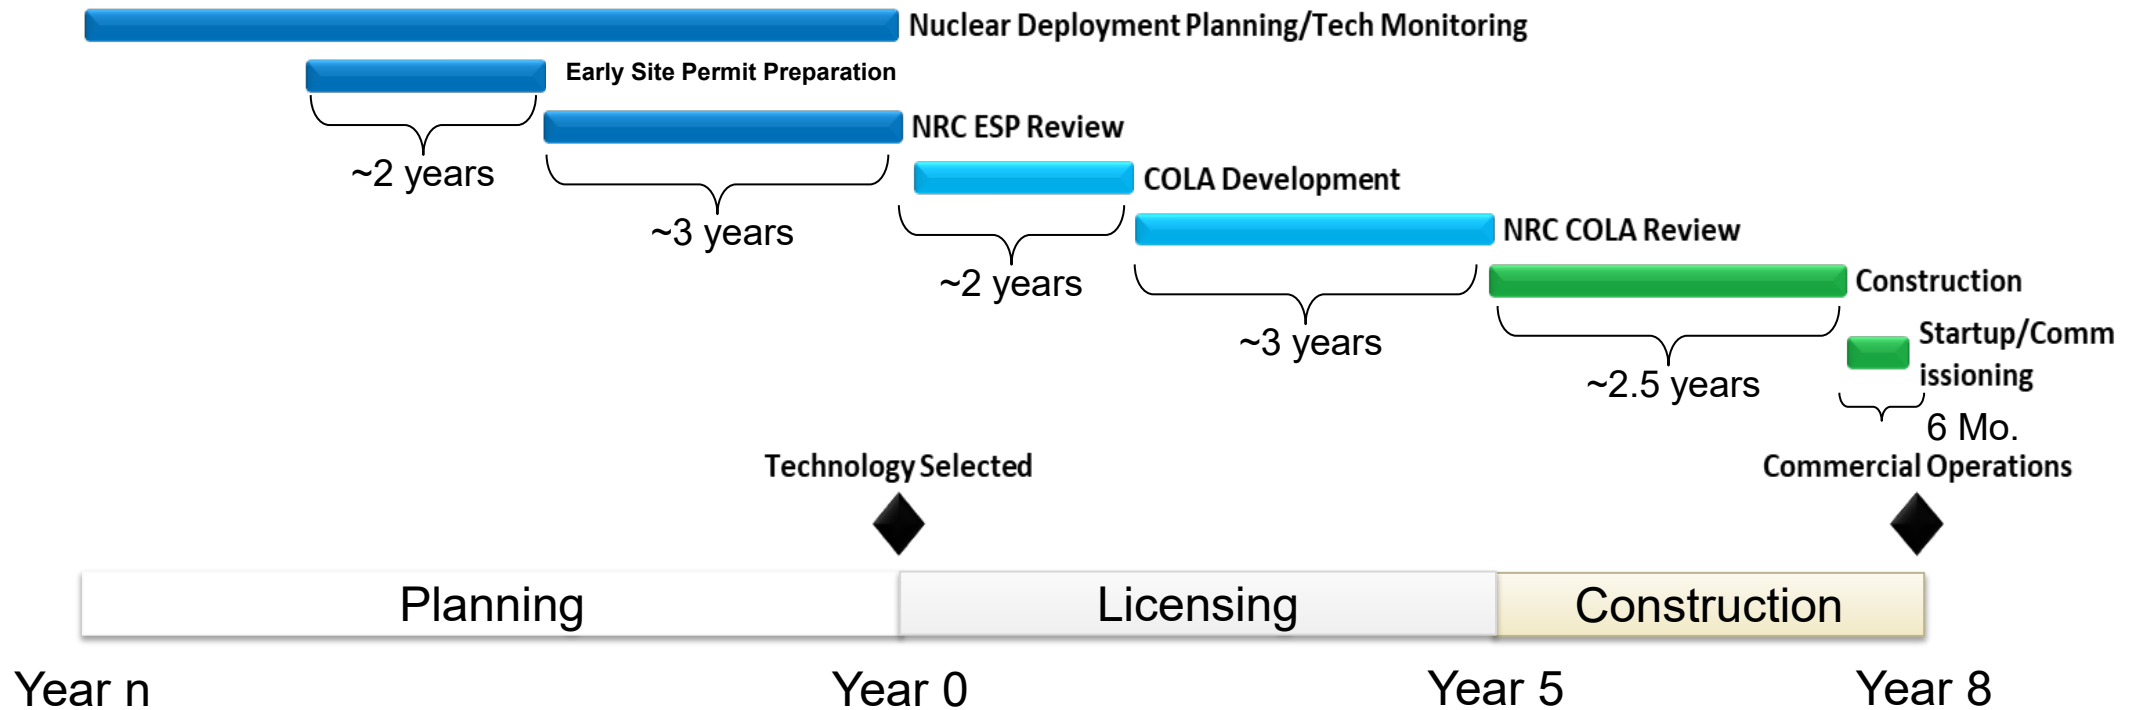 Nuclear Deployment Planning/Tech Monitoring
Early Site Permit Preparation
NRC ESP Review
~2 years
COLA Development
~3 years
NRC COLA Review
~2 years
Construction
~3 years
Startup/Comm
issioning
~2.5 years
6 Mo.
Technology Selected
Commercial Operations
Planning
Licensing
Construction
Year n
Year 0
Year 5
Year 8